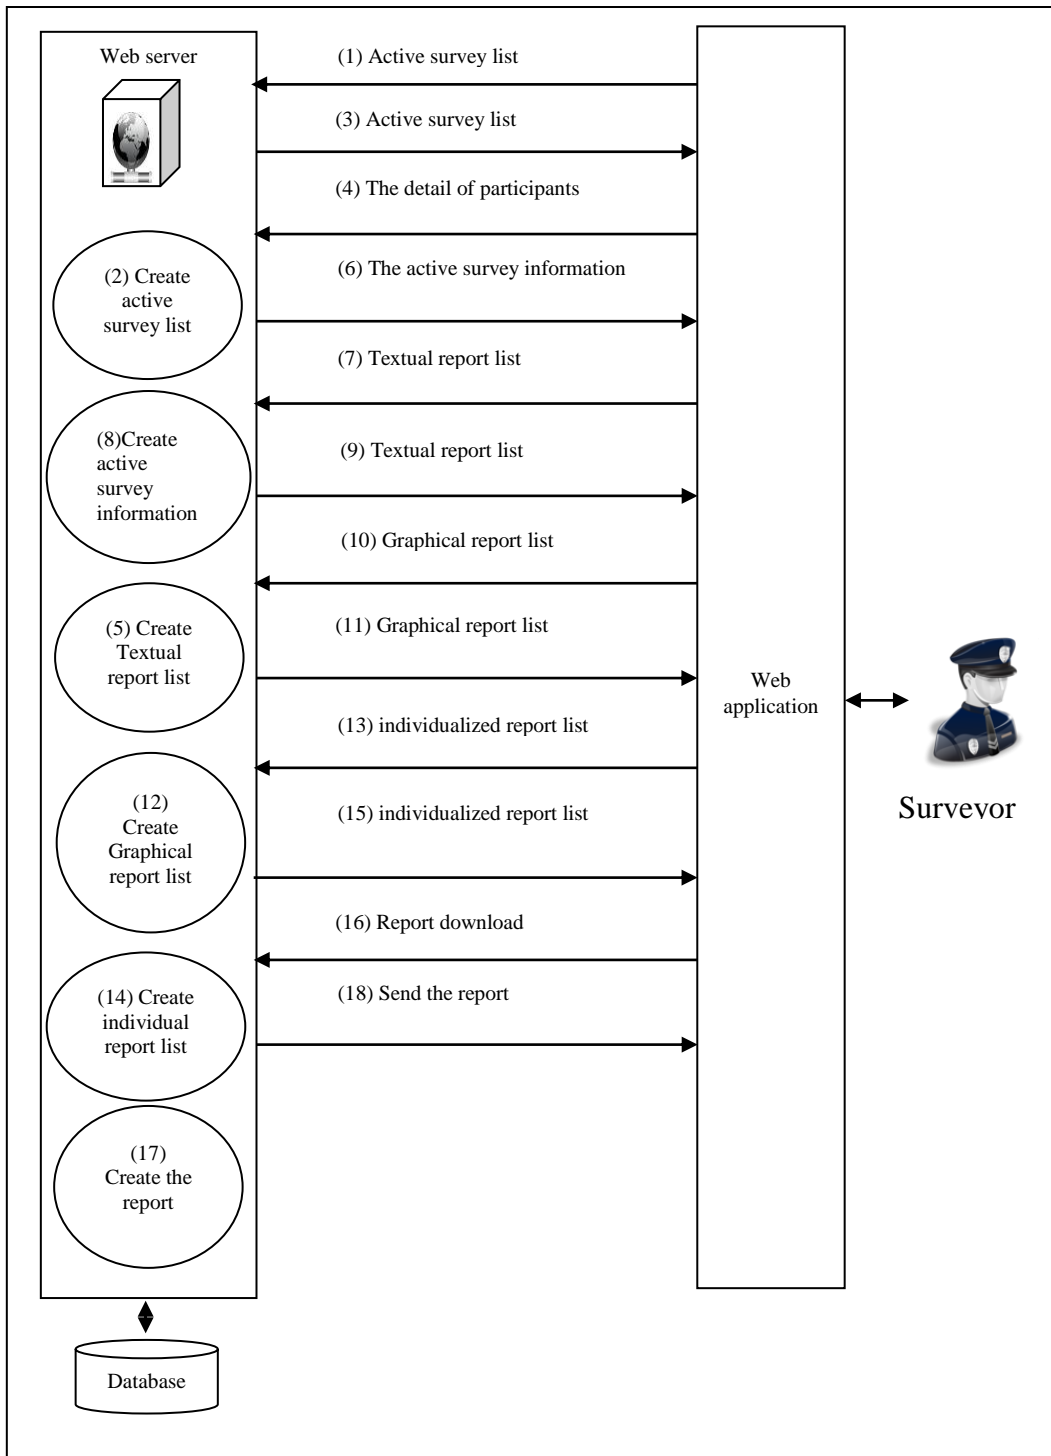 Web server
(1) Active survey list
(3) Active survey list
(4) The detail of participants
(2) Create
active
survey list
(6) The active survey information
(7) Textual report list
(8)Create
active
survey
information
(9) Textual report list
(10) Graphical report list
(5) Create
Textual
report list
(11) Graphical report list
Web
application
(13) individualized report list
(12)
Create
Graphical
report list
(15) individualized report list
Surveyor
(16) Report download
(14) Create
individual
report list
(18) Send the report
(17)
Create the
report
Database